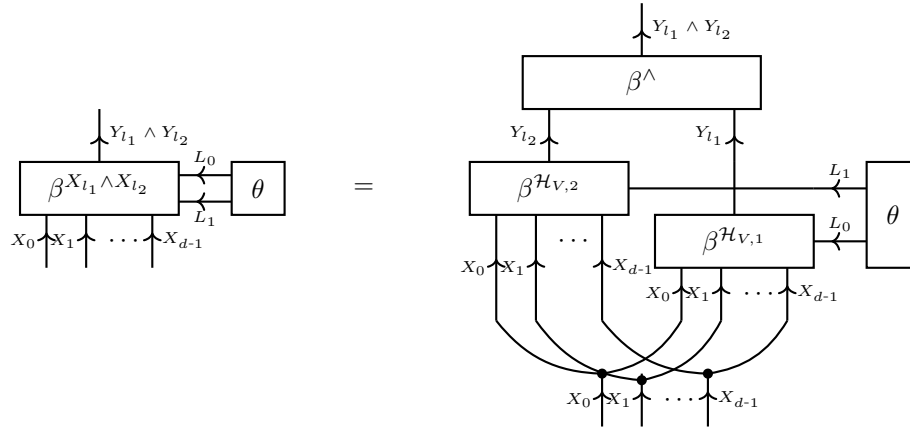 Y_{l_1} ∧ Y_{l_2}
β^∧
Y_{l_2} Y_{l_1}
Y_{l_1} ∧ Y_{l_2}
L_0 L_1
β^{X_{l_1} ∧ X_{l_2}} θ = β^{\mathcal{H}_{V,2}} θ
L_1 L_0
X_0 X_1 ... X_{d-1} ... β^{\mathcal{H}_{V,1}}
X_0 X_1 X_{d-1} X_0 X_1 ... X_{d-1}
X_0 X_1 ... X_{d-1}